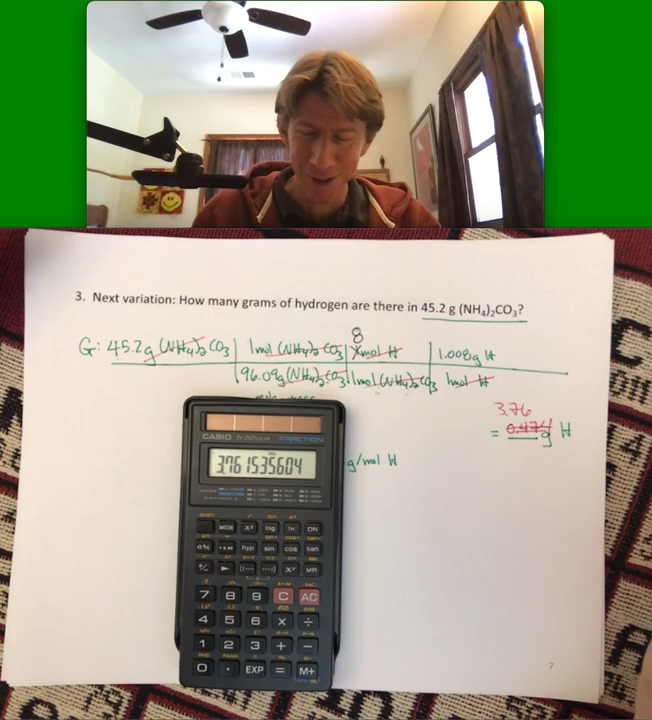 3. Next variation: How many grams of hydrogen are there in 45.2 g (NH₄)₂CO₃?
8
G: 45.2g (NH₄)₂CO₃ | 1mol (NH₄)₂CO₃ | mol H | 1.008g H
96.09g (NH₄)₂CO₃ | 1mol (NH₄)₂CO₃ | 1mol H
3.76
= 0.474 g H
g/mol H
CASIO FRACTION
3.761535604
MODE x² log ln ON
a b/c hyp sin cos tan
MR
7 8 9 C AC
4 5 6 × ÷
1 2 3 + −
0 . EXP = M+
7